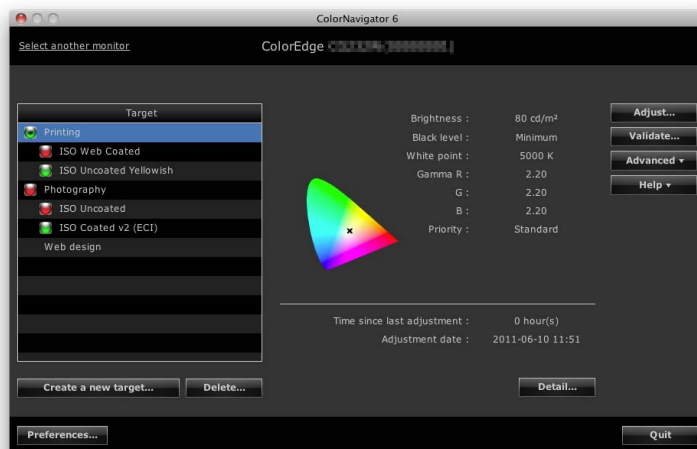 ColorNavigator 6
Select another monitor
ColorEdge
Target
Printing
ISO Web Coated
ISO Uncoated Yellowish
Photography
ISO Uncoated
ISO Coated v2 (ECI)
Web design
Brightness : 80 cd/m²
Black level : Minimum
White point : 5000 K
Gamma R : 2.20
G : 2.20
B : 2.20
Priority : Standard
Time since last adjustment : 0 hour(s)
Adjustment date : 2011-06-10 11:51
Adjust...
Validate...
Advanced ▾
Help ▾
Create a new target...
Delete...
Detail...
Preferences...
Quit